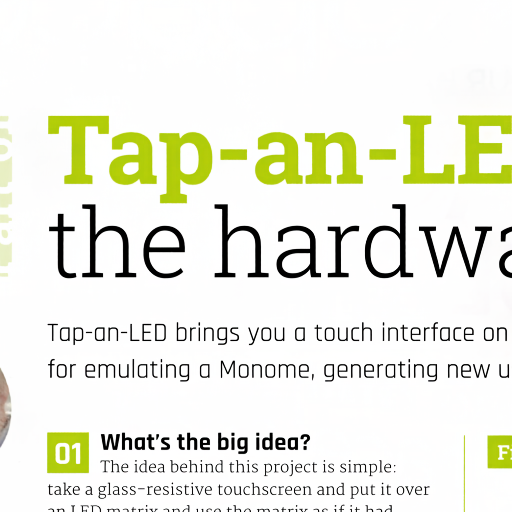 Tap-an-LE
the hardwa
Tap-an-LED brings you a touch interface on
for emulating a Monome, generating new u
01 What's the big idea?
The idea behind this project is simple:
take a glass-resistive touchscreen and put it over
an LED matrix and use the matrix as if it had